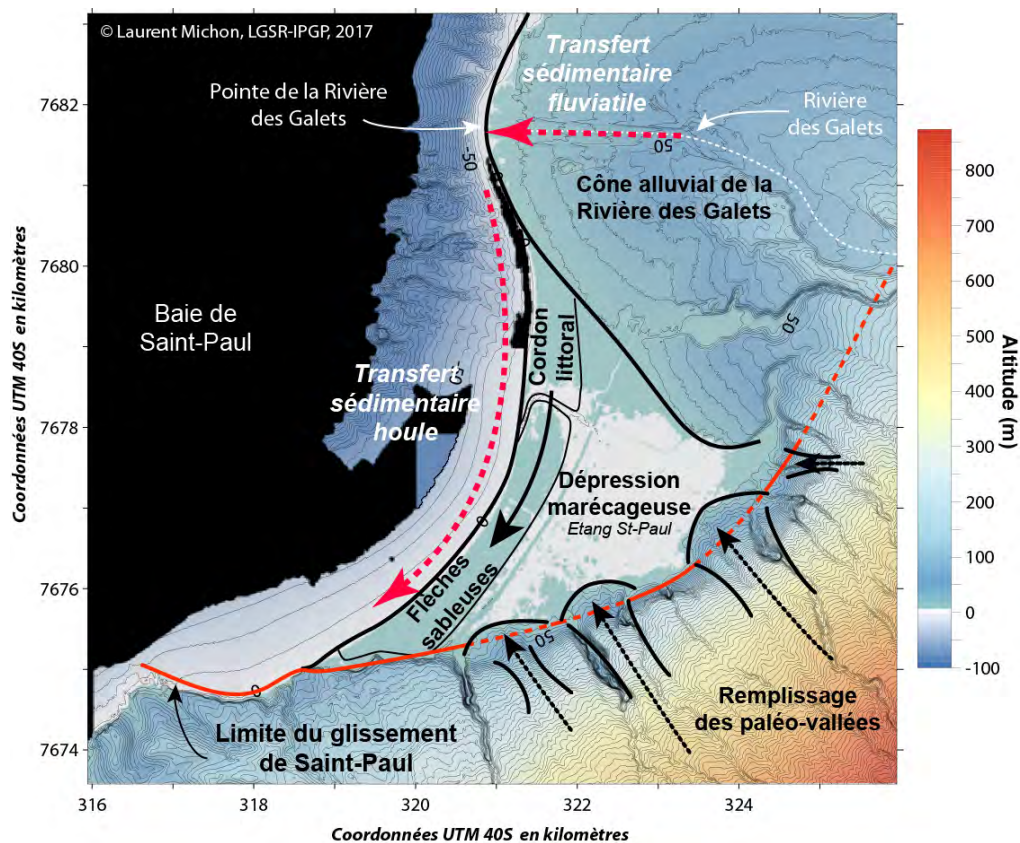 © Laurent Michon, LGSR-IPGP, 2017
Transfert
sédimentaire
fluviatile
Pointe de la Rivière
des Galets
Rivière
des Galets
-50
50
Cône alluvial de la
Rivière des Galets
0
0
50
Baie de
Saint-Paul
Cordon
littoral
Transfert
sédimentaire
houle
Dépression
marécageuse
Etang St-Paul
0
Flèches
sableuses
50
0
Remplissage
des paléo-vallées
Limite du glissement
de Saint-Paul
7682
7680
7678
7676
7674
Coordonnées UTM 40S en kilomètres
316
318
320
322
324
Coordonnées UTM 40S en kilomètres
800
700
600
500
400
300
200
100
0
-100
Altitude (m)